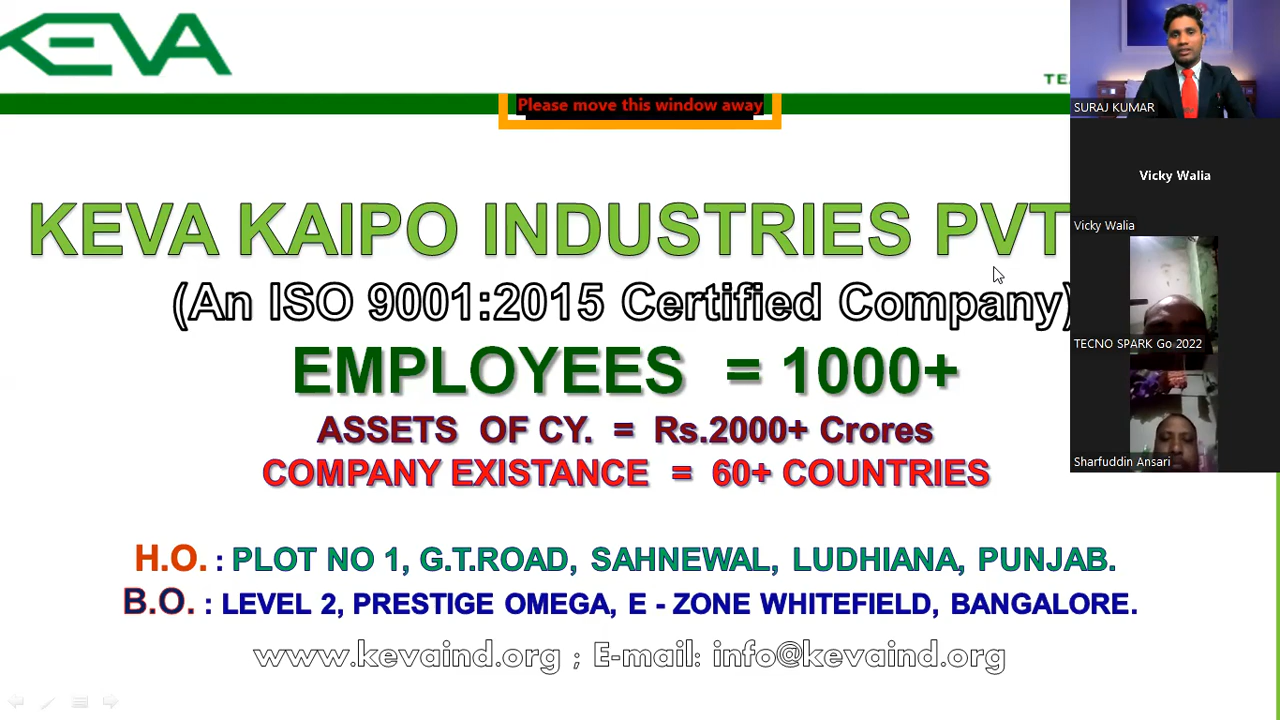 KEVA
TE
Please move this window away
SURAJ KUMAR
Vicky Walia
Vicky Walia
KEVA KAIPO INDUSTRIES PVT
(An ISO 9001:2015 Certified Company)
EMPLOYEES = 1000+
TECNO SPARK Go 2022
ASSETS OF CY. = Rs.2000+ Crores
COMPANY EXISTANCE = 60+ COUNTRIES
Sharfuddin Ansari
H.O. : PLOT NO 1, G.T.ROAD, SAHNEWAL, LUDHIANA, PUNJAB.
B.O. : LEVEL 2, PRESTIGE OMEGA, E - ZONE WHITEFIELD, BANGALORE.
www.kevaind.org ; E-mail: info@kevaind.org